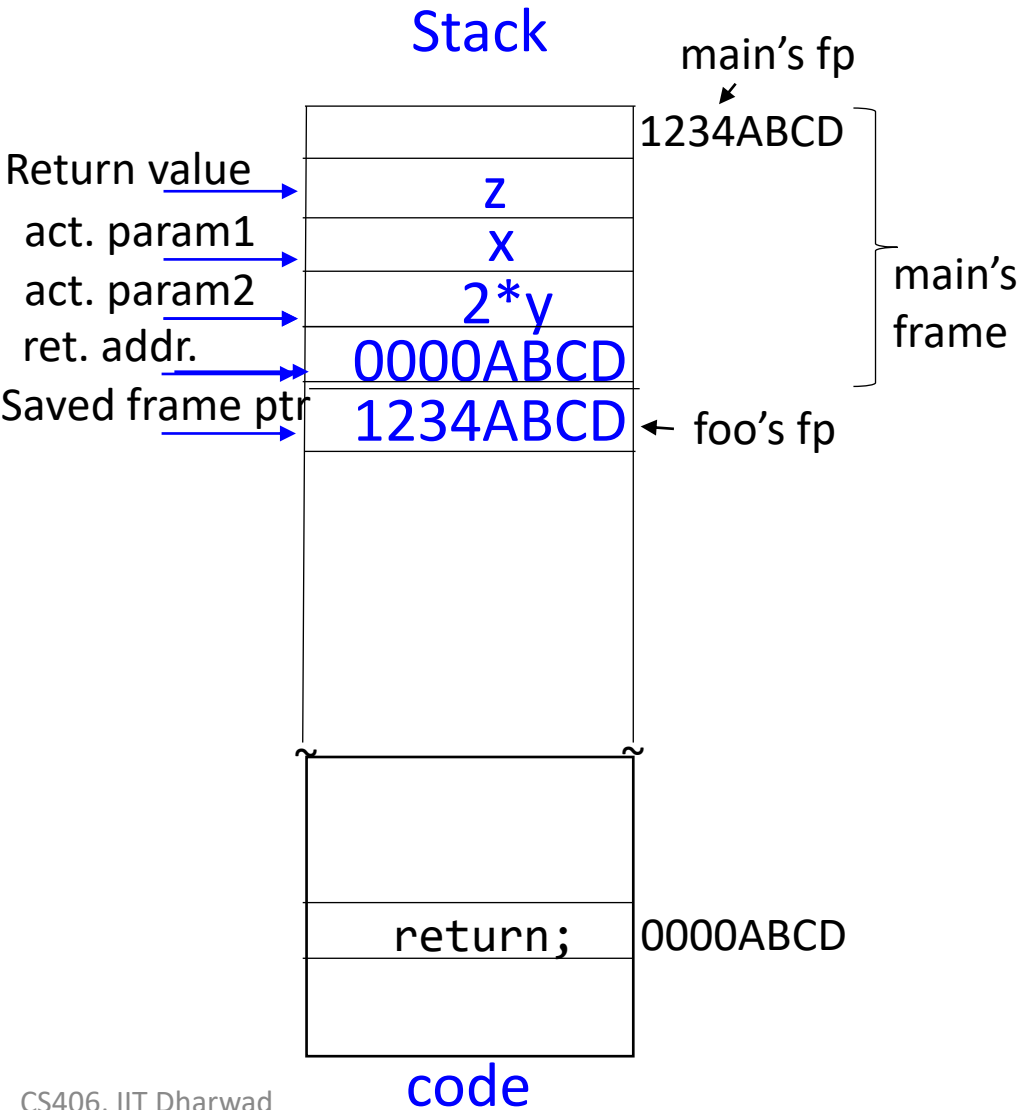 Stack
main's fp
1234ABCD
Return value
z
act. param1
x
act. param2
2*y
main's
frame
ret. addr.
0000ABCD
Saved frame ptr
1234ABCD
foo's fp
~
~
return;
0000ABCD
code
CS406, IIT Dharwad